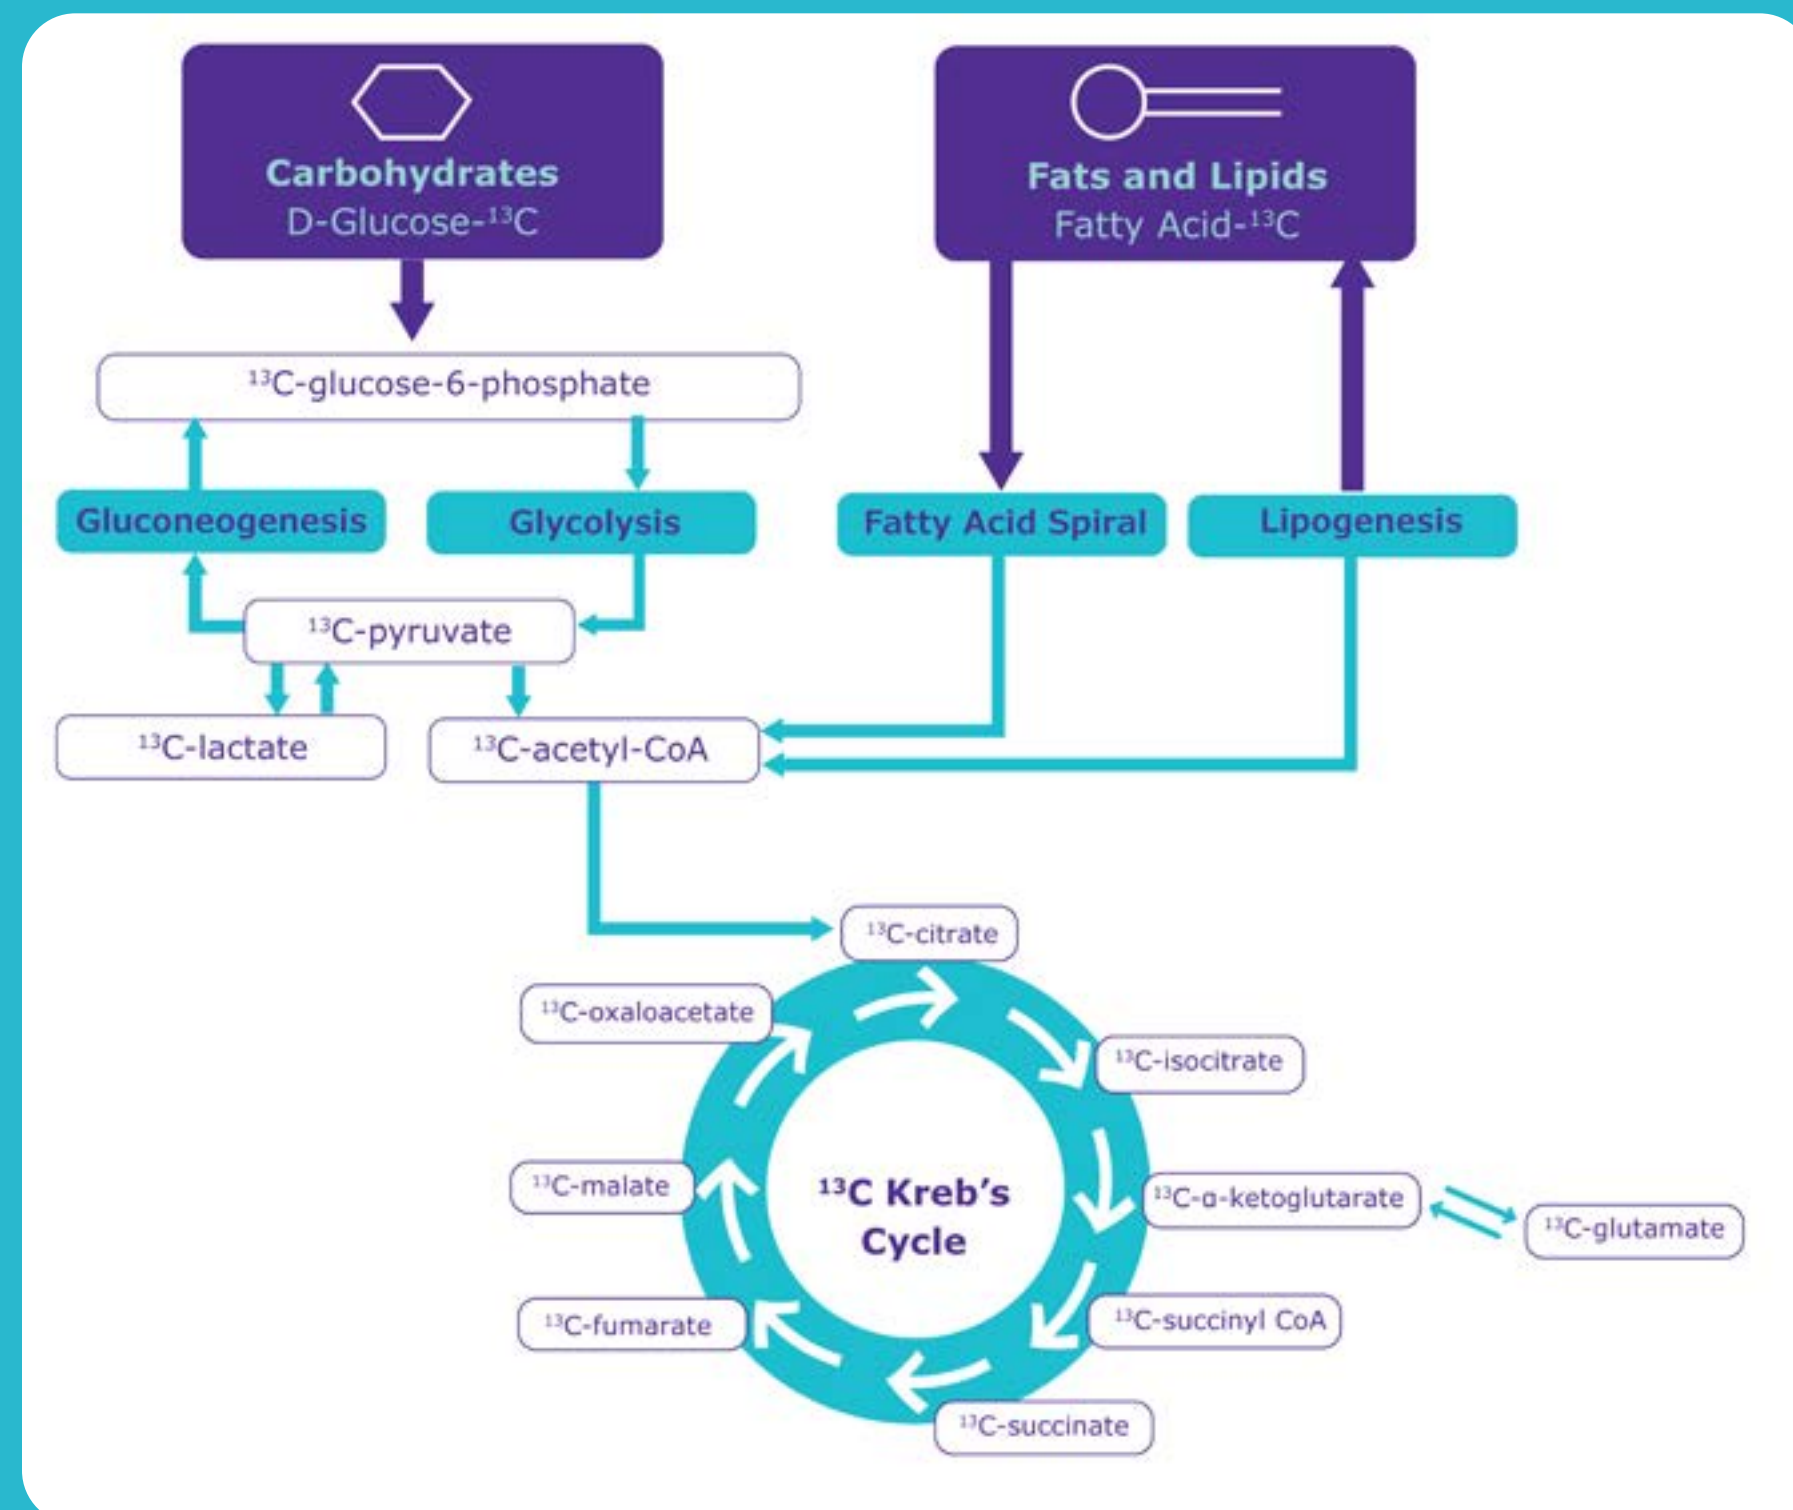 Carbohydrates
D-Glucose-¹³C
Fats and Lipids
Fatty Acid-¹³C
¹³C-glucose-6-phosphate
Gluconeogenesis
Glycolysis
Fatty Acid Spiral
Lipogenesis
¹³C-pyruvate
¹³C-lactate
¹³C-acetyl-CoA
¹³C-citrate
¹³C-oxaloacetate
¹³C-isocitrate
¹³C-malate
¹³C Kreb’s
Cycle
¹³C-α-ketoglutarate
¹³C-glutamate
¹³C-fumarate
¹³C-succinyl CoA
¹³C-succinate